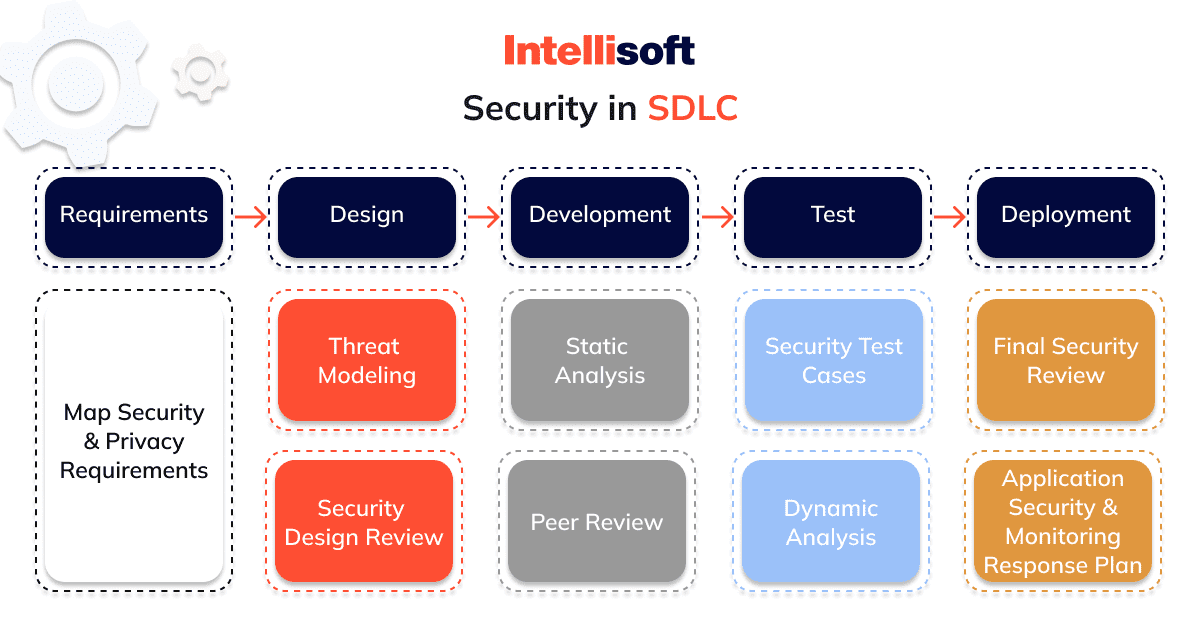 Intellisoft
Security in SDLC
Requirements
Design
Development
Test
Deployment
Map Security
& Privacy
Requirements
Threat
Modeling
Static
Analysis
Security Test
Cases
Final Security
Review
Security
Design Review
Peer Review
Dynamic
Analysis
Application
Security &
Monitoring
Response Plan